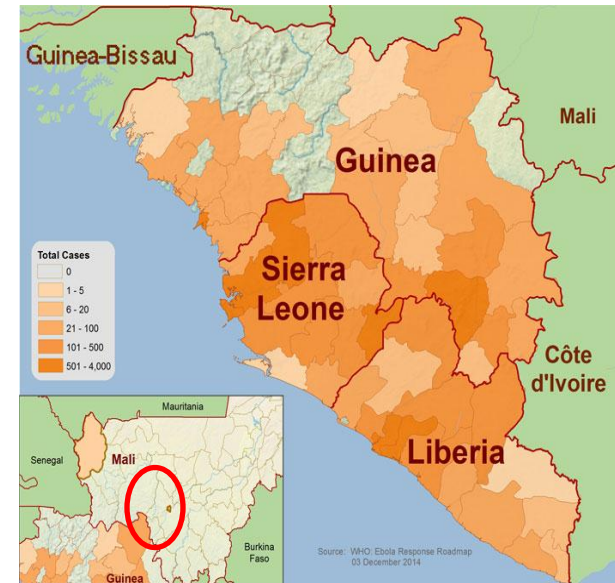 Guinea-Bissau
Mali
Guinea
Total Cases
0
1 - 5
6 - 20
21 - 100
101 - 500
501 - 4,000
Sierra
Leone
Côte
d'Ivoire
Liberia
Mauritania
Senegal
Mali
Burkina
Faso
Guinea
Source: WHO: Ebola Response Roadmap
03 December 2014